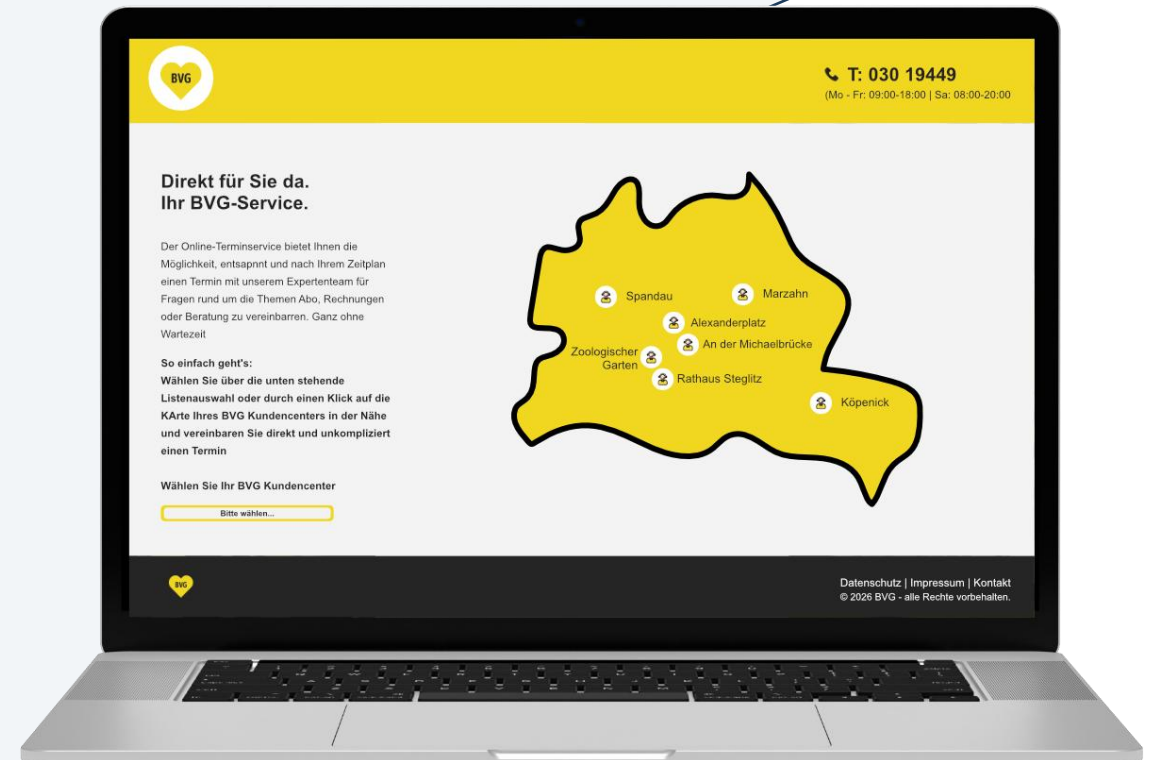 BVG
T: 030 19449
(Mo - Fr: 09:00-18:00 | Sa: 08:00-20:00
Direkt für Sie da.
Ihr BVG-Service.
Der Online-Terminservice bietet Ihnen die
Möglichkeit, entsapnnt und nach Ihrem Zeitplan
einen Termin mit unserem Expertenteam für
Fragen rund um die Themen Abo, Rechnungen
oder Beratung zu vereinbaren. Ganz ohne
Wartezeit
So einfach geht's:
Wählen Sie über die unten stehende
Listenauswahl oder durch einen Klick auf die
KArte Ihres BVG Kundencenters in der Nähe
und vereinbaren Sie direkt und unkompliziert
einen Termin
Wählen Sie Ihr BVG Kundencenter
Bitte wählen...
Spandau
Marzahn
Alexanderplatz
An der Michaelbrücke
Zoologischer
Garten
Rathaus Steglitz
Köpenick
BVG
Datenschutz | Impressum | Kontakt
© 2026 BVG - alle Rechte vorbehalten.